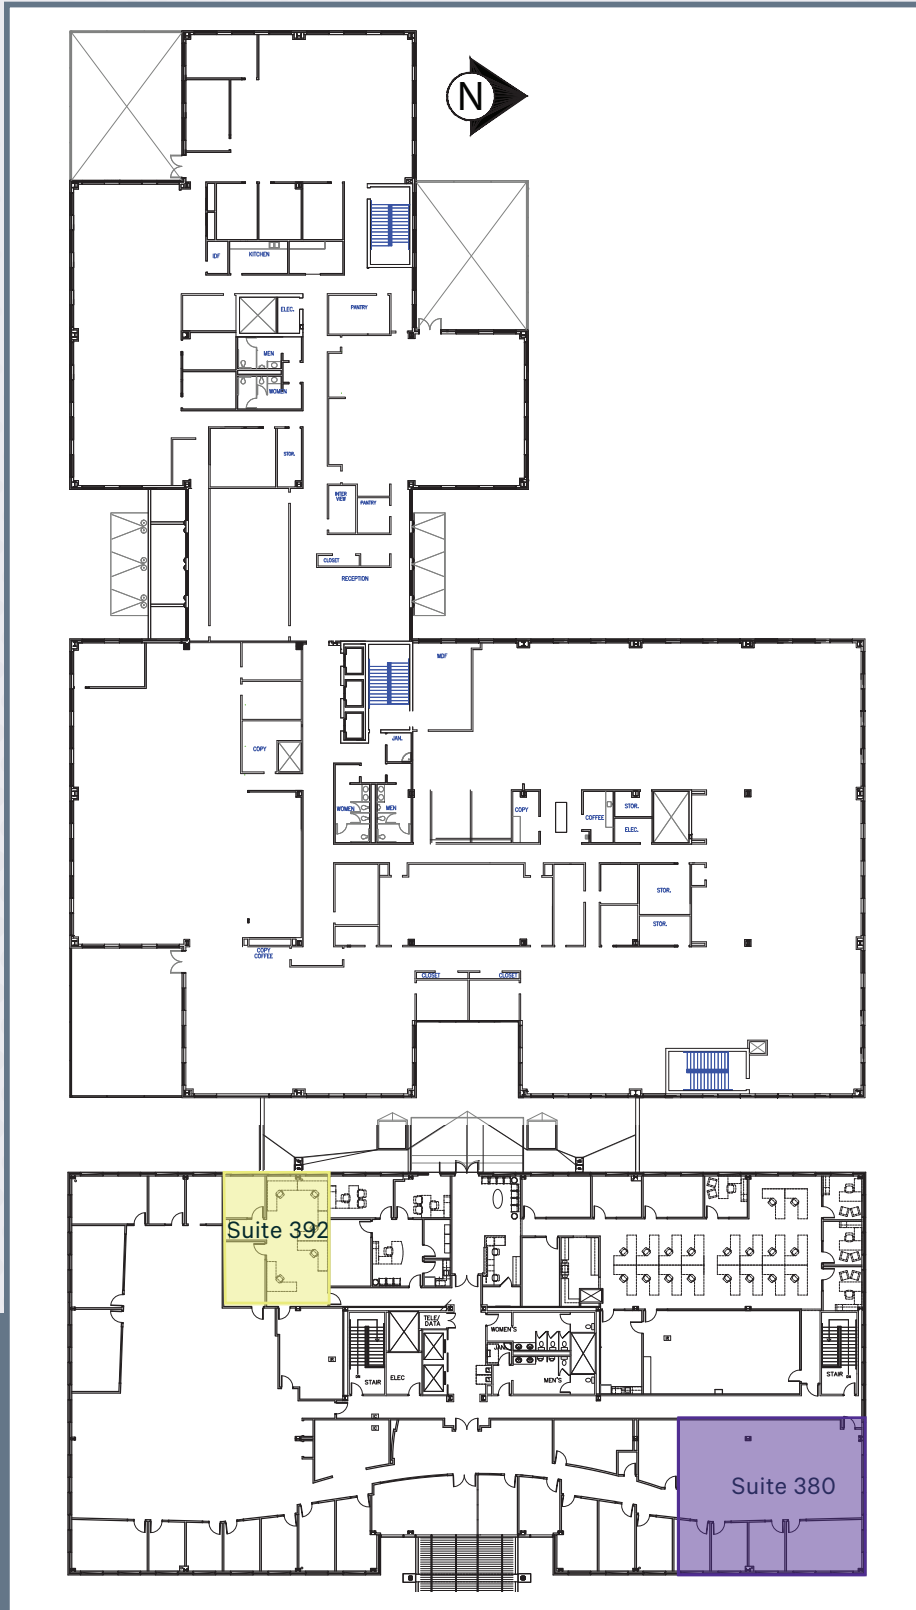 N
IDF
KITCHEN
ELEC.
PANTRY
MEN
WOMEN
STOR.
INTER
VIEW
PANTRY
CLOSET
RECEPTION
MDF
COPY
JAN.
WOMEN
MEN
COPY
COFFEE
STOR.
ELEC.
STOR.
STOR.
COPY
COFFEE
CLOSET
CLOSET
Suite 392
TELE/
DATA
WOMEN'S
JAN.
MEN'S
STAIR
ELEC
STAIR
Suite 380